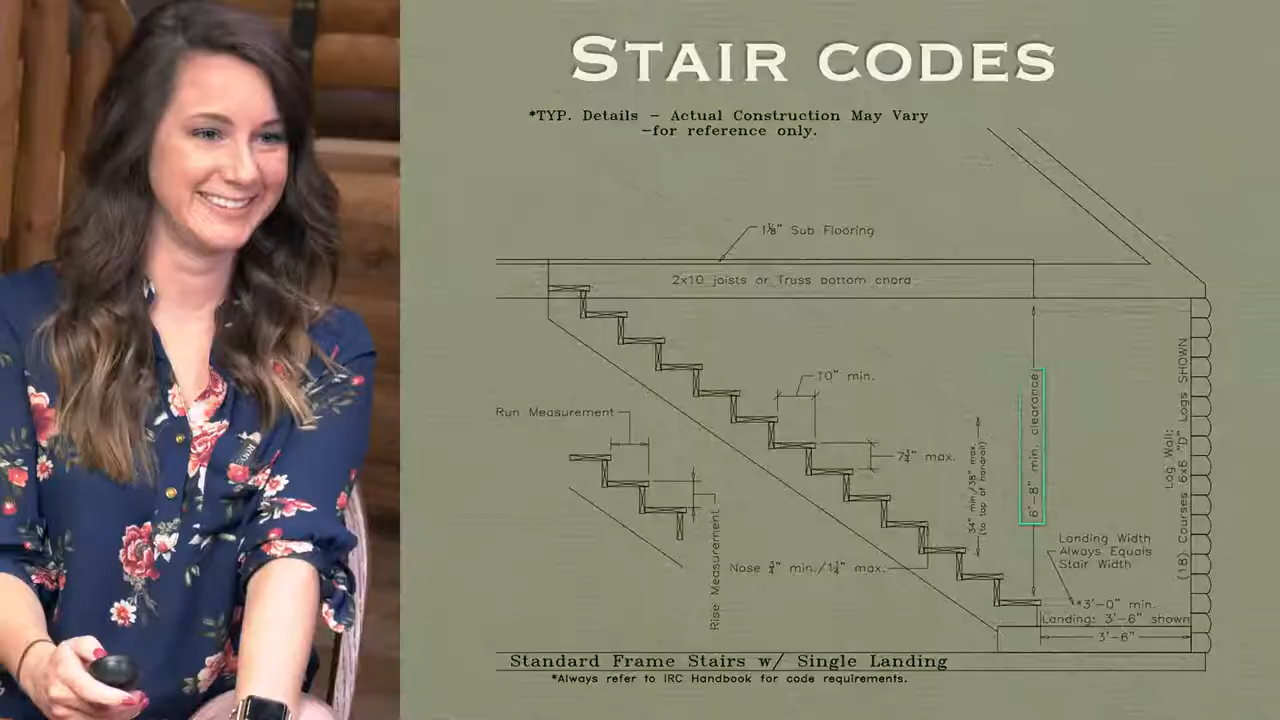 STAIR CODES
*TYP. Details - Actual Construction May Vary
-for reference only.
1⅛" Sub Flooring
2x10 joists or Truss bottom chord
10" min.
Run Measurement
7¾" max.
34" min/38" max.
(to top of handrail)
6'-8" min. clearance
Log Wall:
(18) Courses 6x6 "D" Logs SHOWN
Rise Measurement
Nose ¾" min./1¼" max.
Landing Width
Always Equals
Stair Width
*3'-0" min.
Landing: 3'-6" shown
3'-6"
Standard Frame Stairs w/ Single Landing
*Always refer to IRC Handbook for code requirements.